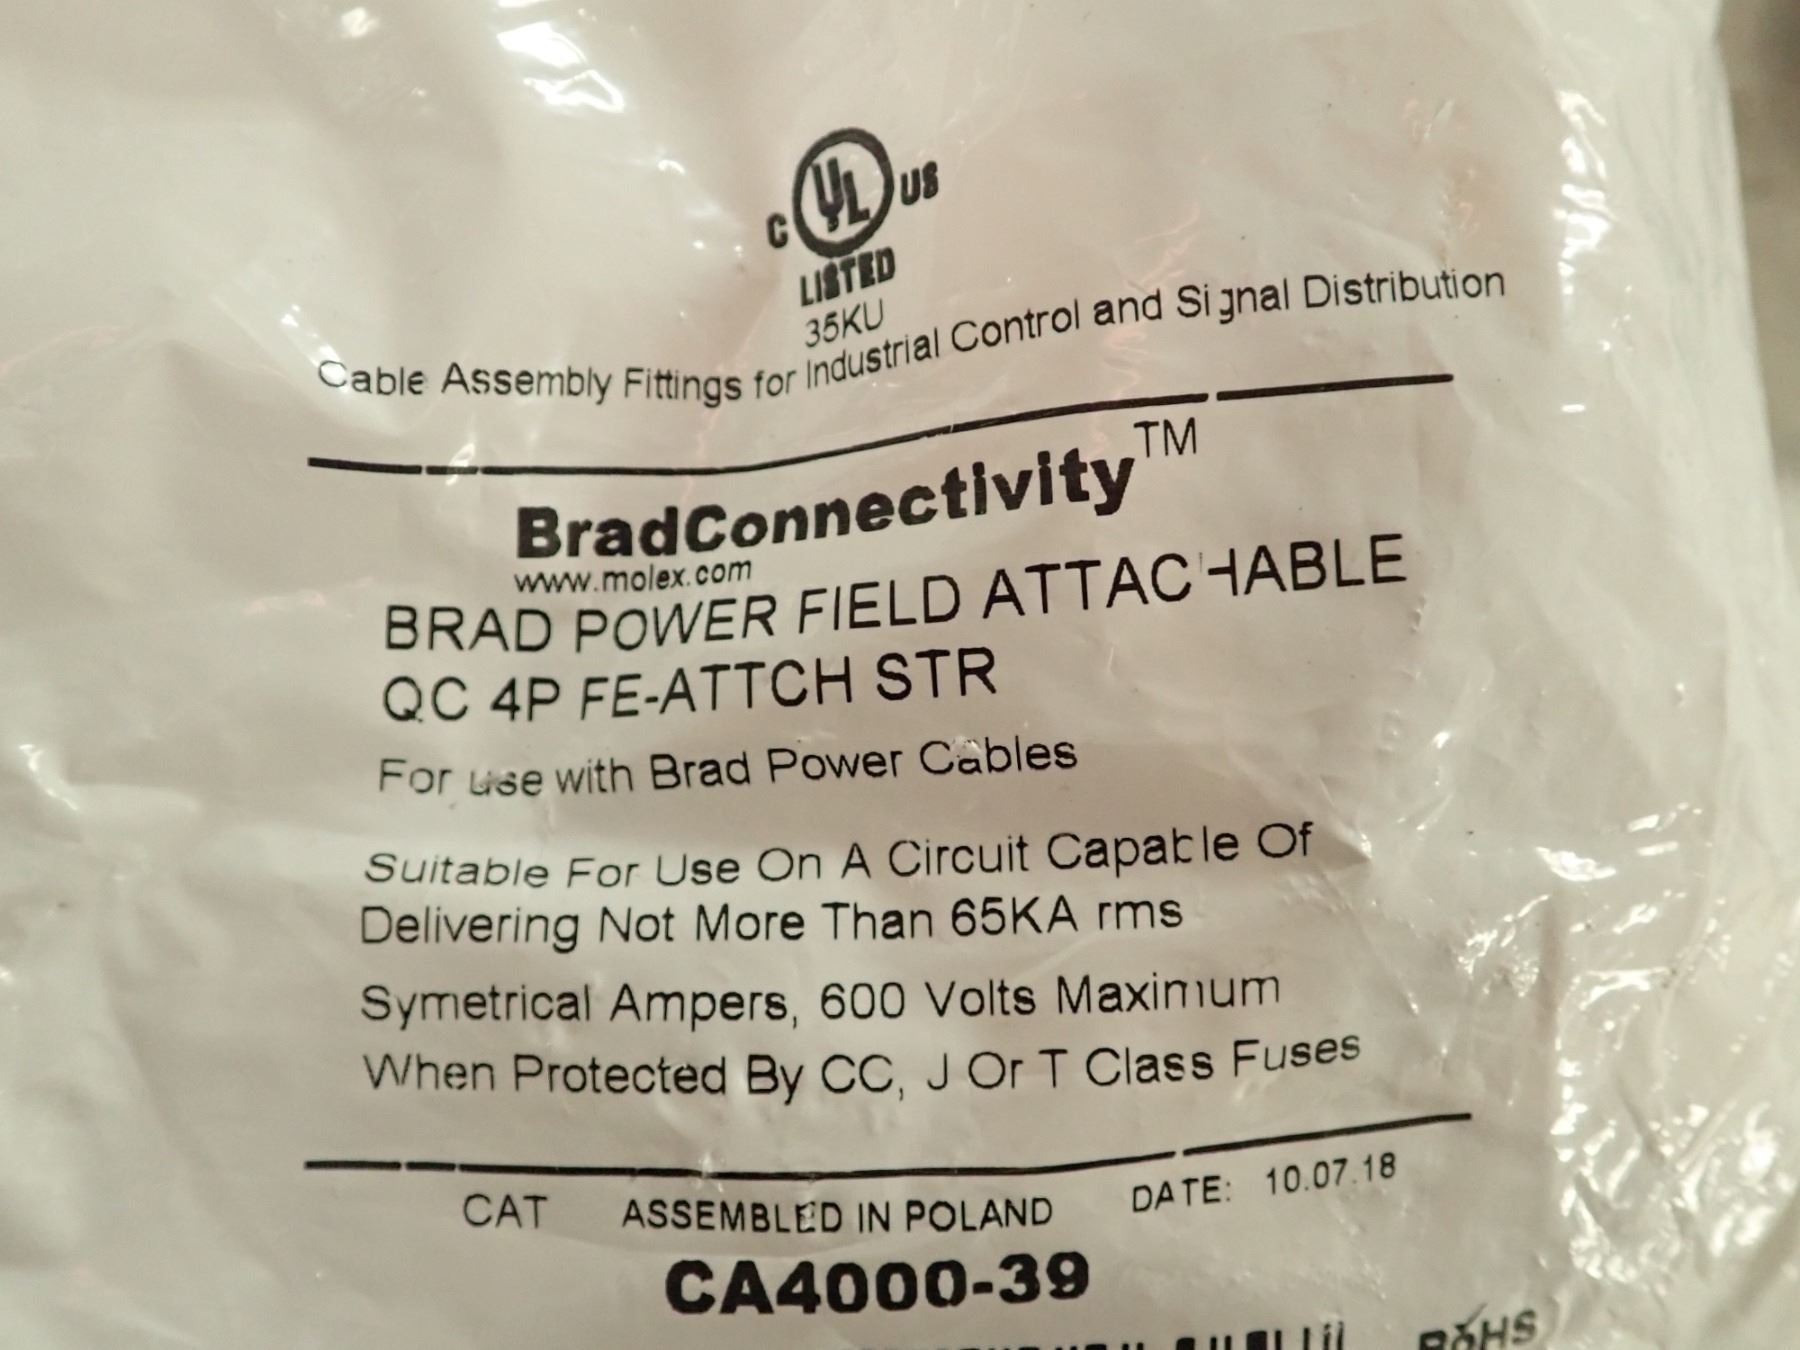 C UL US
LISTED
35KU
Cable Assembly Fittings for Industrial Control and Signal Distribution
BradConnectivity™
www.molex.com
BRAD POWER FIELD ATTACHABLE
QC 4P FE-ATTCH STR
For use with Brad Power Cables
Suitable For Use On A Circuit Capable Of
Delivering Not More Than 65KA rms
Symetrical Ampers, 600 Volts Maximum
When Protected By CC, J Or T Class Fuses
CAT ASSEMBLED IN POLAND DATE: 10.07.18
CA4000-39
RoHS